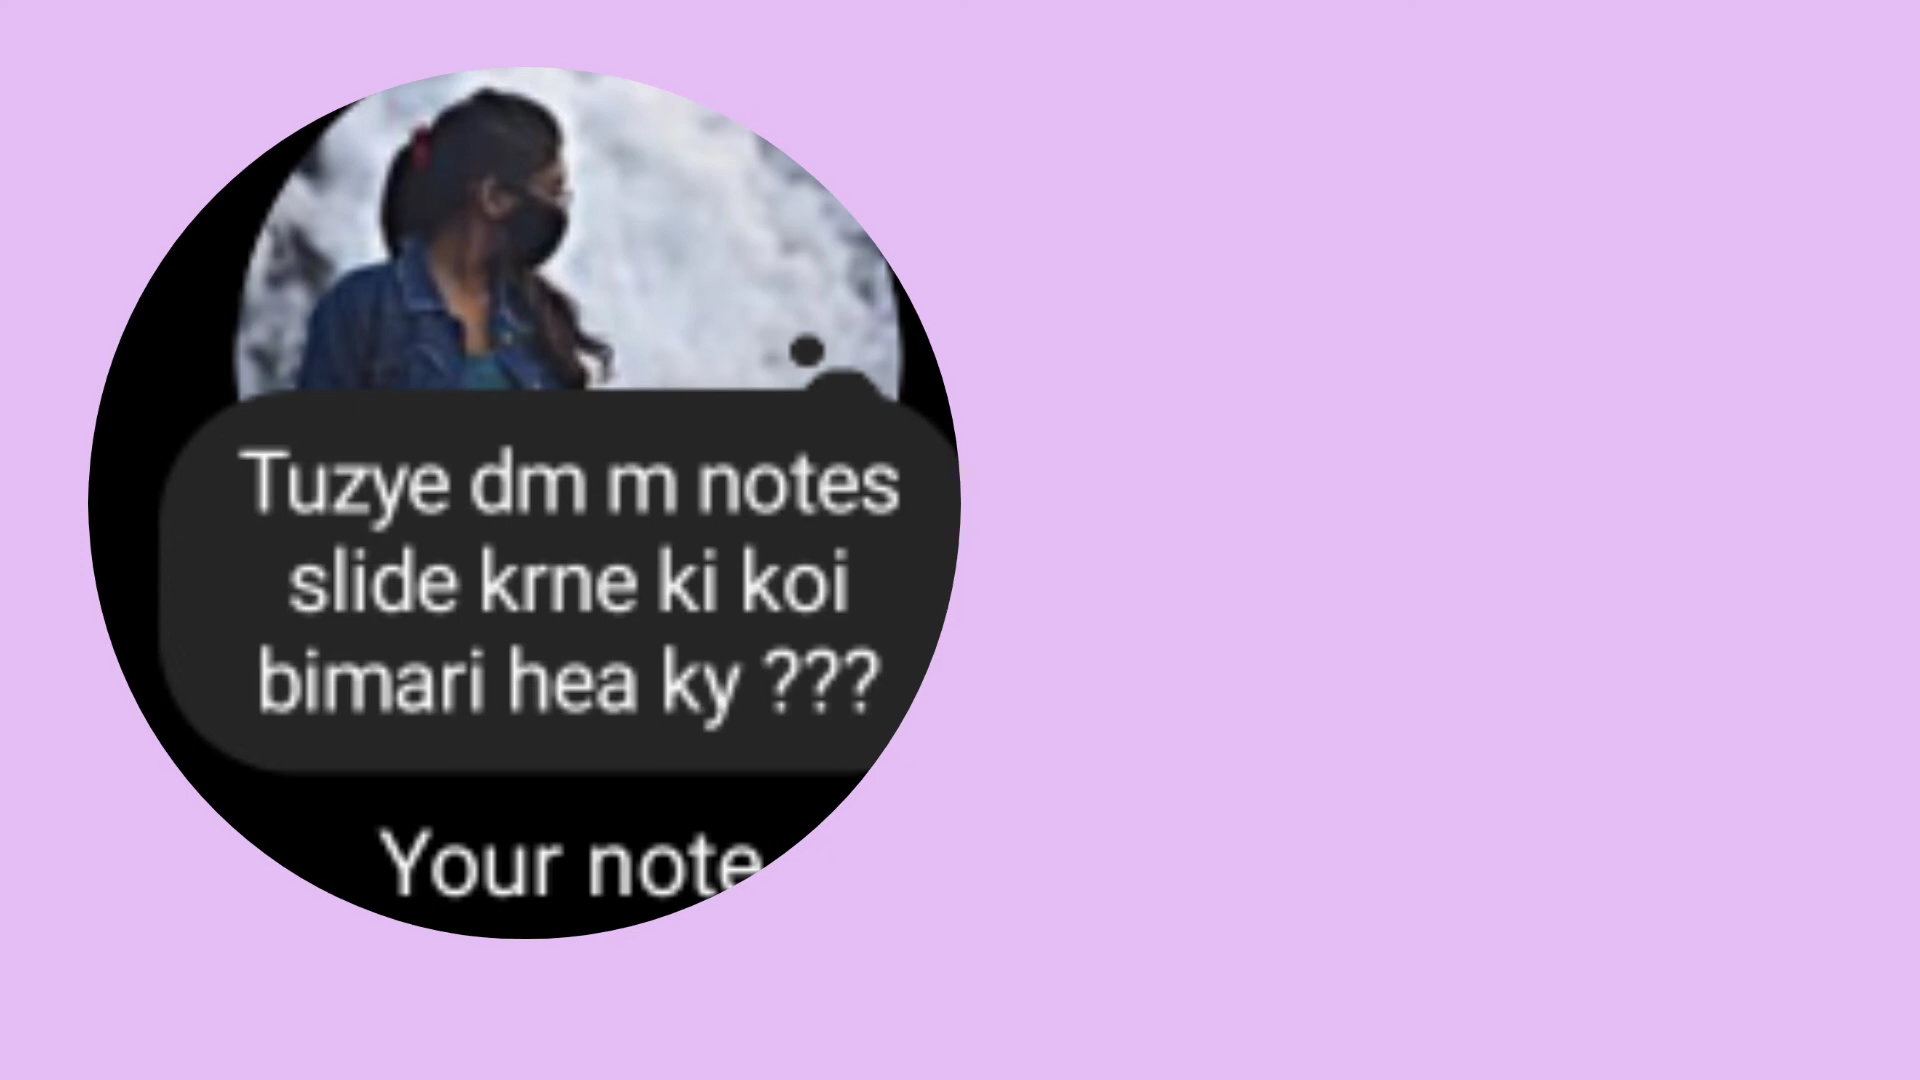 Tuzye dm m notes
slide krne ki koi
bimari hea ky ???
Your note